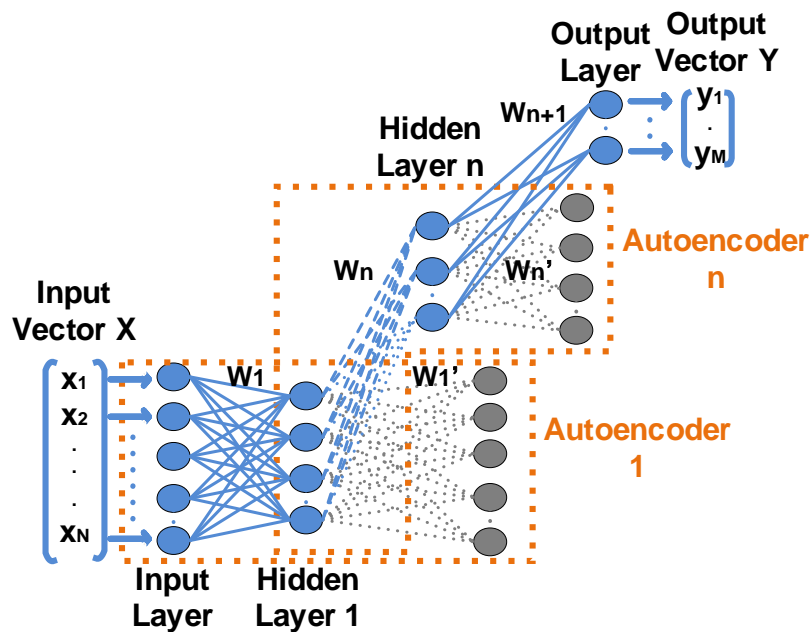 Output
Layer
Output
Vector Y
Wn+1
y1
.
yM
Hidden
Layer n
Wn
Wn’
Autoencoder
n
Input
Vector X
x1
x2
.
.
.
xN
W1
W1’
Autoencoder
1
Input
Layer
Hidden
Layer 1